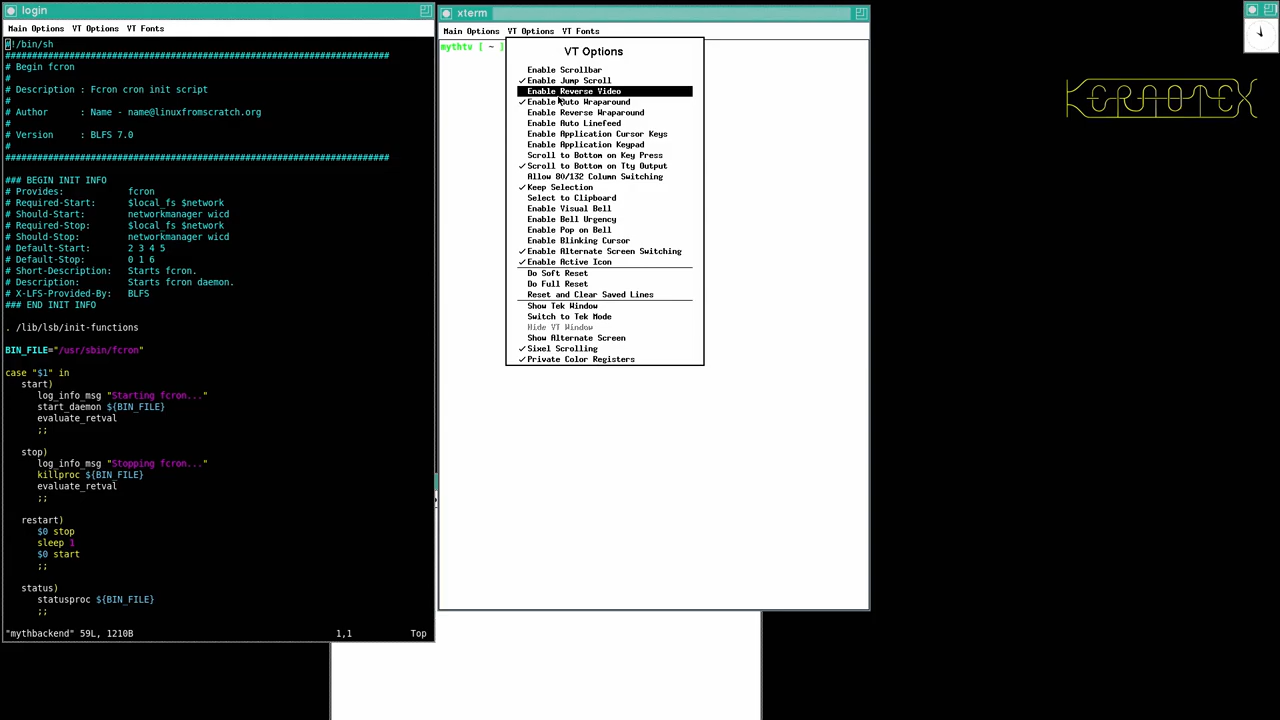 login
Main Options  VT Options  VT Fonts
#!/bin/sh
########################################################################
# Begin fcron
#
# Description : Fcron cron init script
#
# Author      : Name - name@linuxfromscratch.org
#
# Version     : BLFS 7.0
#
########################################################################
### BEGIN INIT INFO
# Provides:            fcron
# Required-Start:      $local_fs $network
# Should-Start:        networkmanager wicd
# Required-Stop:       $local_fs $network
# Should-Stop:         networkmanager wicd
# Default-Start:       2 3 4 5
# Default-Stop:        0 1 6
# Short-Description:   Starts fcron.
# Description:         Starts fcron daemon.
# X-LFS-Provided-By:   BLFS
### END INIT INFO
. /lib/lsb/init-functions
BIN_FILE="/usr/sbin/fcron"
case "$1" in
start)
log_info_msg "Starting fcron..."
start_daemon ${BIN_FILE}
evaluate_retval
;;
stop)
log_info_msg "Stopping fcron..."
killproc ${BIN_FILE}
evaluate_retval
;;
restart)
$0 stop
sleep 1
$0 start
;;
status)
statusproc ${BIN_FILE}
;;
"mythbackend" 59L, 1210B    1,1    Top
xterm
Main Options  VT Options  VT Fonts
mythtv [ ~ ]
VT Options
Enable Scrollbar
✓ Enable Jump Scroll
Enable Reverse Video
✓ Enable Auto Wraparound
Enable Reverse Wraparound
Enable Auto Linefeed
Enable Application Cursor Keys
Enable Application Keypad
Scroll to Bottom on Key Press
✓ Scroll to Bottom on Tty Output
Allow 80/132 Column Switching
✓ Keep Selection
Select to Clipboard
Enable Visual Bell
Enable Bell Urgency
Enable Pop on Bell
Enable Blinking Cursor
✓ Enable Alternate Screen Switching
✓ Enable Active Icon
Do Soft Reset
Do Full Reset
Reset and Clear Saved Lines
Show Tek Window
Switch to Tek Mode
Hide VT Window
Show Alternate Screen
✓ Sixel Scrolling
✓ Private Color Registers
KERAOTEX